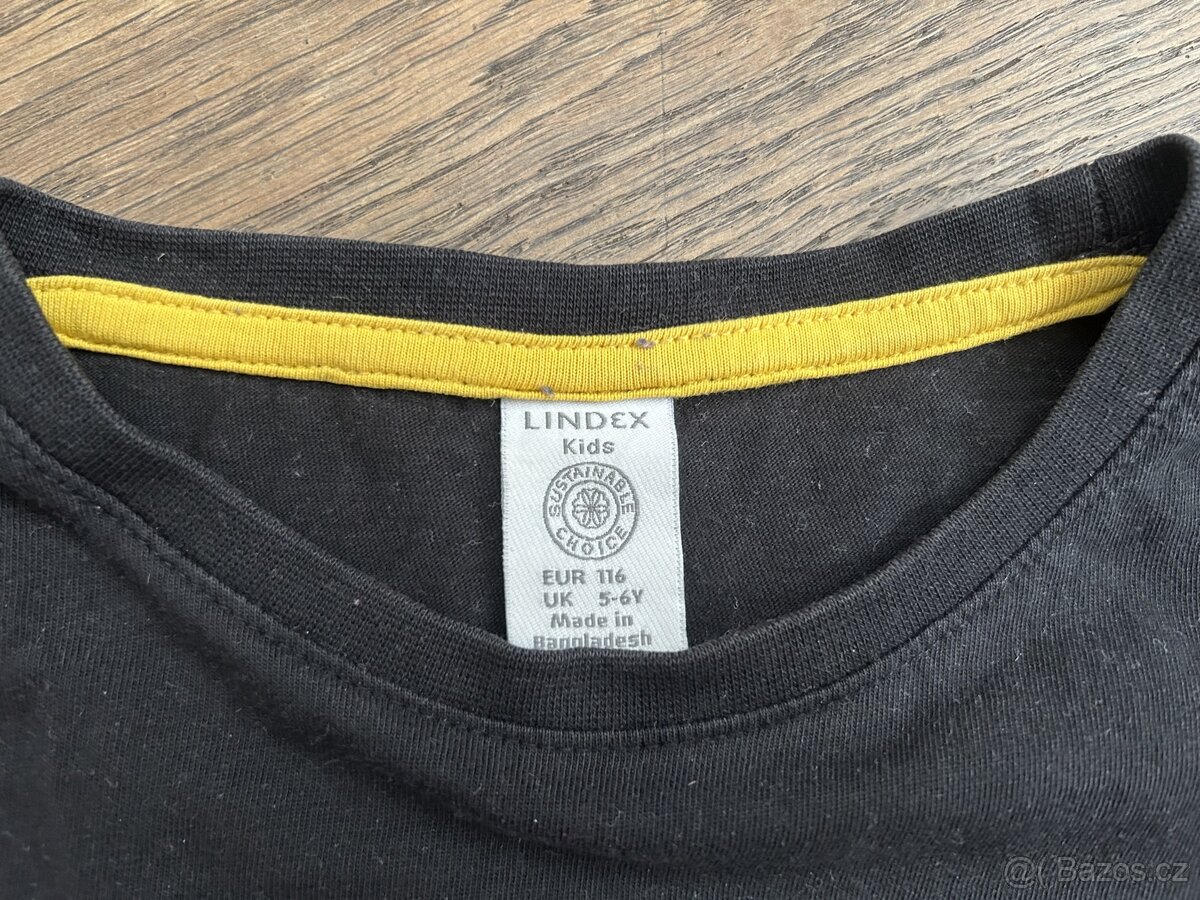 LINDEX
Kids
SUSTAINABLE
CHOICE
EUR 116
UK 5-6Y
Made in
Bangladesh
@( Bazos.cz